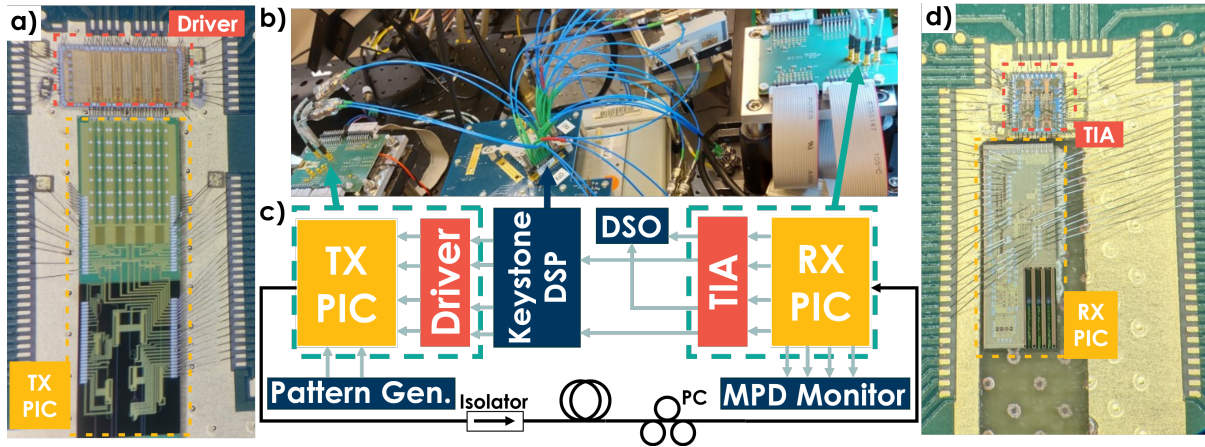 a)
Driver
TX
PIC
b)
c)
TX
PIC
Driver
Keystone
DSP
DSO
TIA
RX
PIC
Pattern Gen.
Isolator
PC
MPD Monitor
d)
TIA
RX
PIC